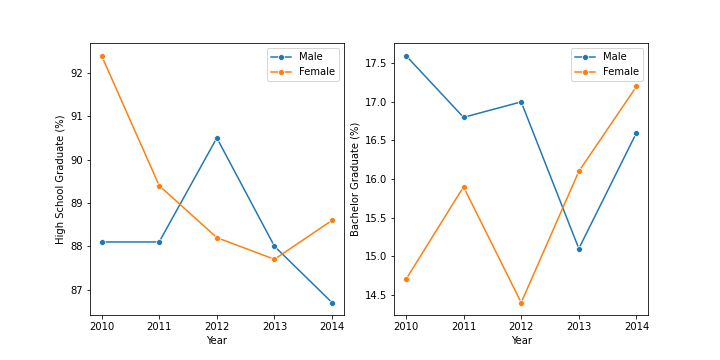 High School Graduate (%)
92
91
90
89
88
87
2010 2011 2012 2013 2014
Year
Male
Female
Bachelor Graduate (%)
17.5
17.0
16.5
16.0
15.5
15.0
14.5
2010 2011 2012 2013 2014
Year
Male
Female